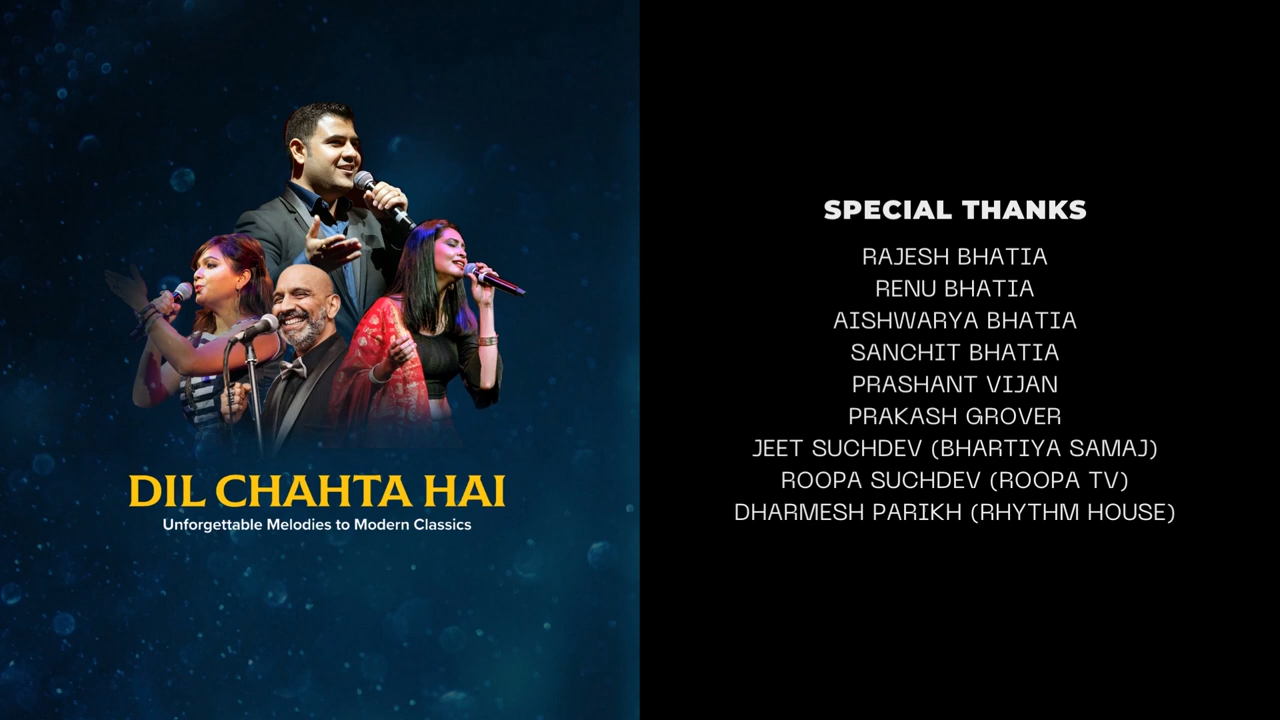 DIL CHAHTA HAI
Unforgettable Melodies to Modern Classics
SPECIAL THANKS
RAJESH BHATIA
RENU BHATIA
AISHWARYA BHATIA
SANCHIT BHATIA
PRASHANT VIJAN
PRAKASH GROVER
JEET SUCHDEV (BHARTIYA SAMAJ)
ROOPA SUCHDEV (ROOPA TV)
DHARMESH PARIKH (RHYTHM HOUSE)